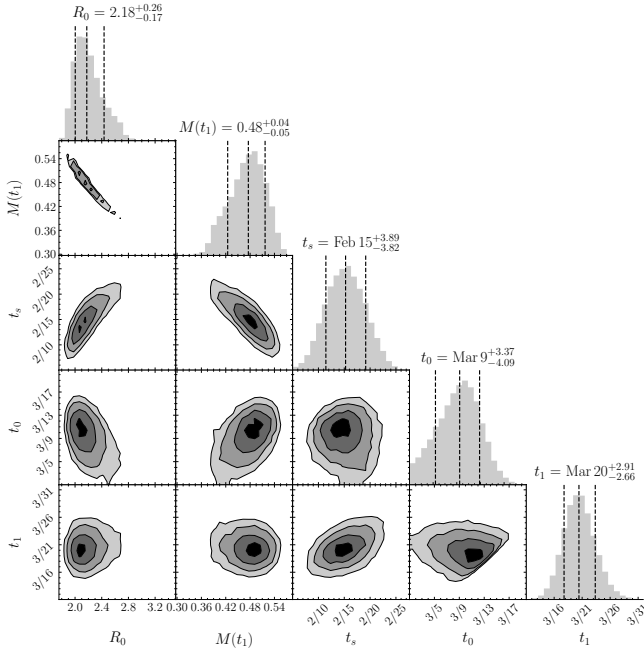 R_0 = 2.18^{+0.26}_{-0.17}
M(t_1) = 0.48^{+0.04}_{-0.05}
M(t_1)
0.54
0.48
0.42
0.36
0.30
t_s = Feb 15^{+3.89}_{-3.82}
t_s
2/25
2/20
2/15
2/10
t_0 = Mar 9^{+3.37}_{-4.09}
t_0
3/17
3/13
3/9
3/5
t_1 = Mar 20^{+2.91}_{-2.66}
t_1
3/31
3/26
3/21
3/16
2.0 2.4 2.8 3.2 0.30 0.36 0.42 0.48 0.54 2/10 2/15 2/20 2/25 3/5 3/9 3/13 3/17 3/16 3/21 3/26 3/31
R_0 M(t_1) t_s t_0 t_1